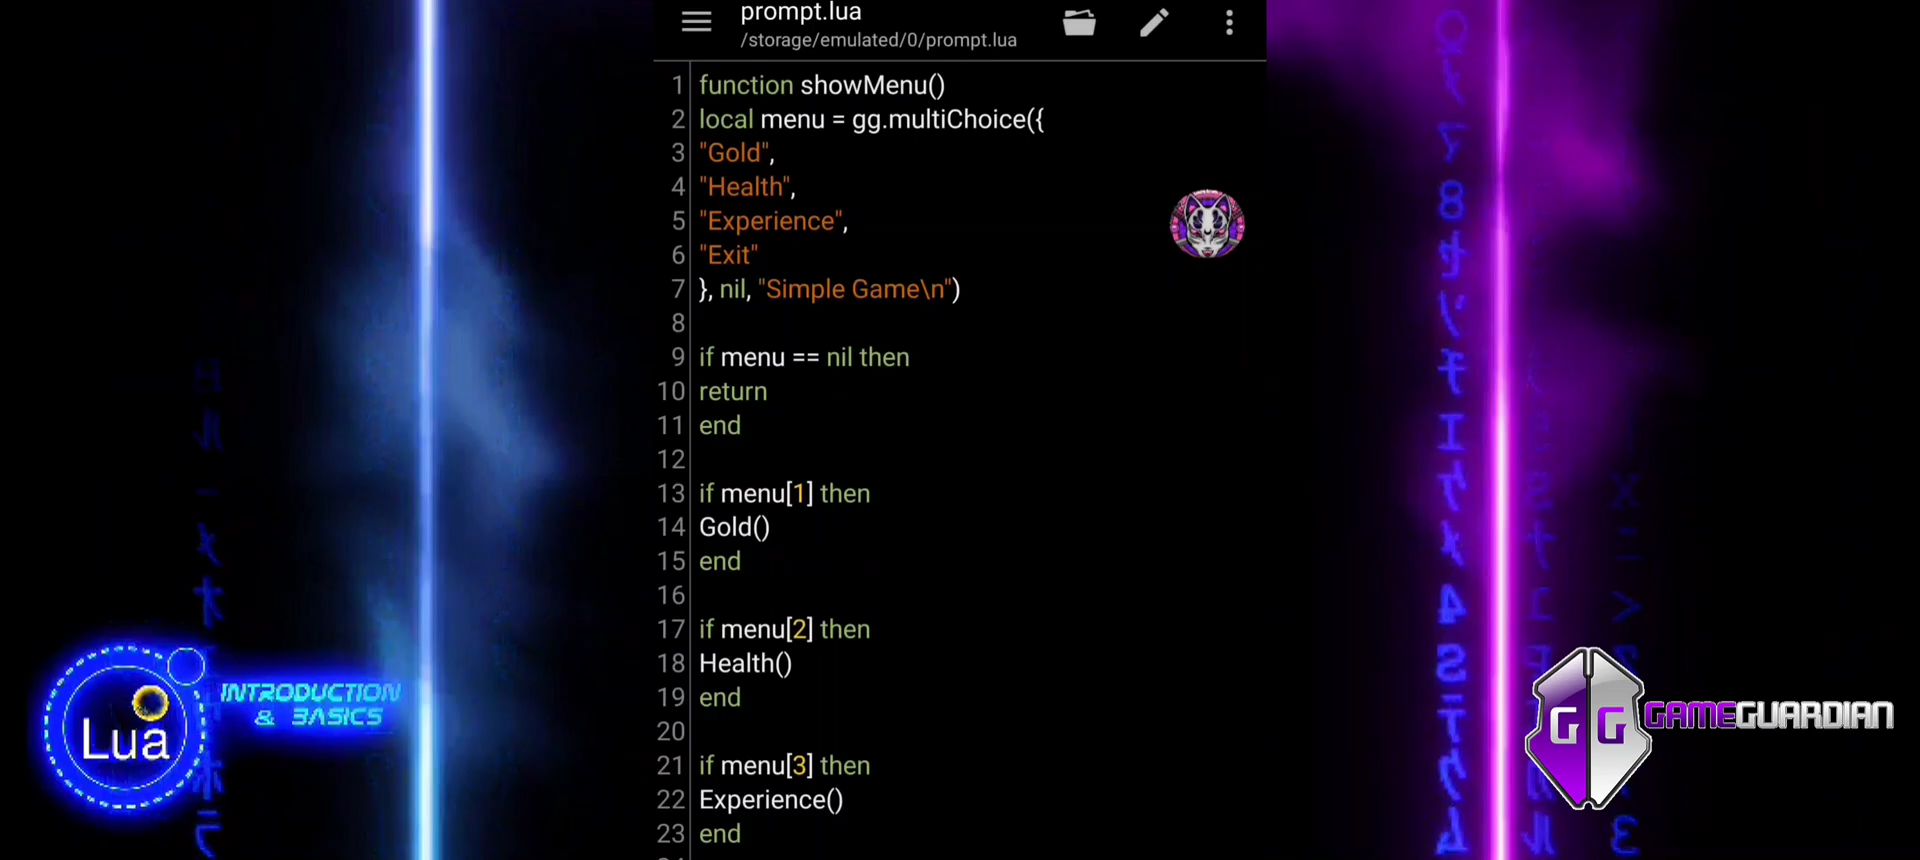 prompt.lua
/storage/emulated/0/prompt.lua
1 function showMenu()
2 local menu = gg.multiChoice({
3 "Gold",
4 "Health",
5 "Experience",
6 "Exit"
7 }, nil, "Simple Game\n")
8
9 if menu == nil then
10 return
11 end
12
13 if menu[1] then
14 Gold()
15 end
16
17 if menu[2] then
18 Health()
19 end
20
21 if menu[3] then
22 Experience()
23 end
Lua
INTRODUCTION
& BASICS
GG GAMEGUARDIAN